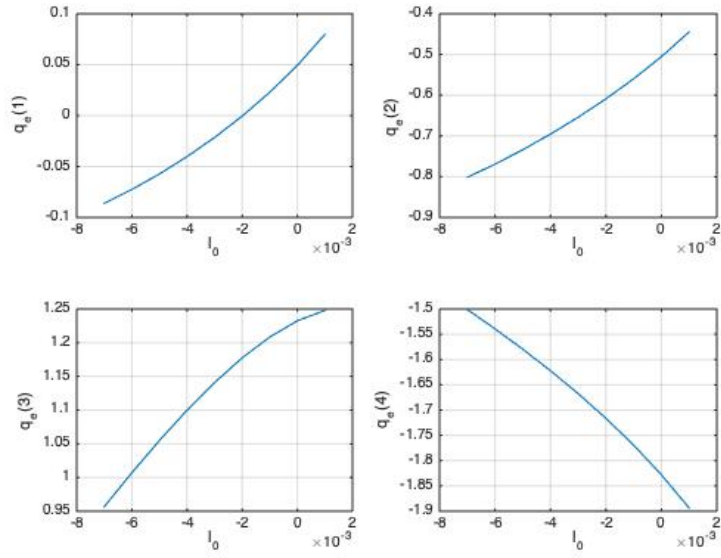 0.1
0.05
0
-0.05
-0.1
q_e(1)
-8 -6 -4 -2 0 2
l_0 ×10^-3
-0.4
-0.5
-0.6
-0.7
-0.8
-0.9
q_e(2)
-8 -6 -4 -2 0 2
l_0 ×10^-3
1.25
1.2
1.15
1.1
1.05
1
0.95
q_e(3)
-8 -6 -4 -2 0 2
l_0 ×10^-3
-1.5
-1.55
-1.6
-1.65
-1.7
-1.75
-1.8
-1.85
-1.9
q_e(4)
-8 -6 -4 -2 0 2
l_0 ×10^-3